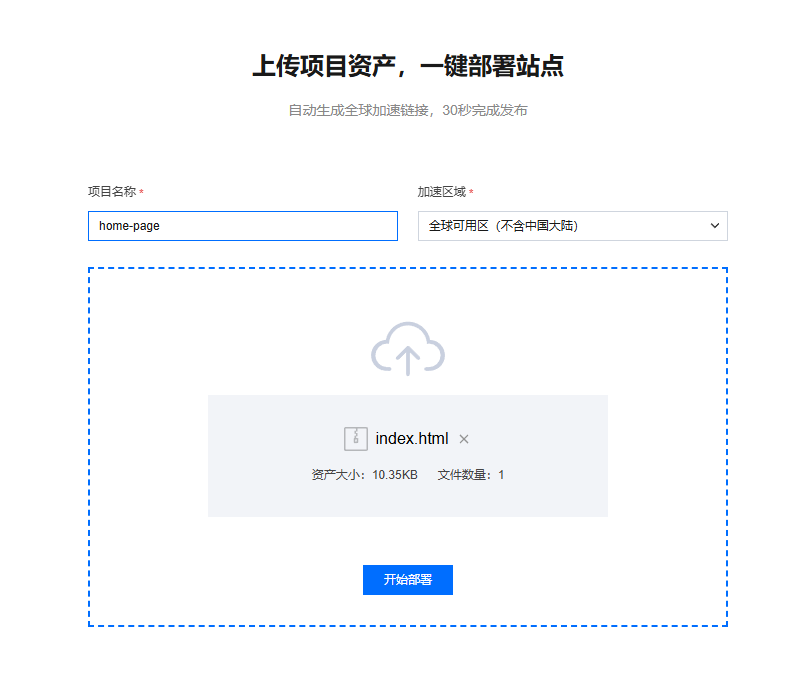 上传项目资产，一键部署站点
自动生成全球加速链接，30秒完成发布
项目名称 *
加速区域 *
home-page
全球可用区（不含中国大陆）
index.html ×
资产大小：10.35KB 文件数量：1
开始部署